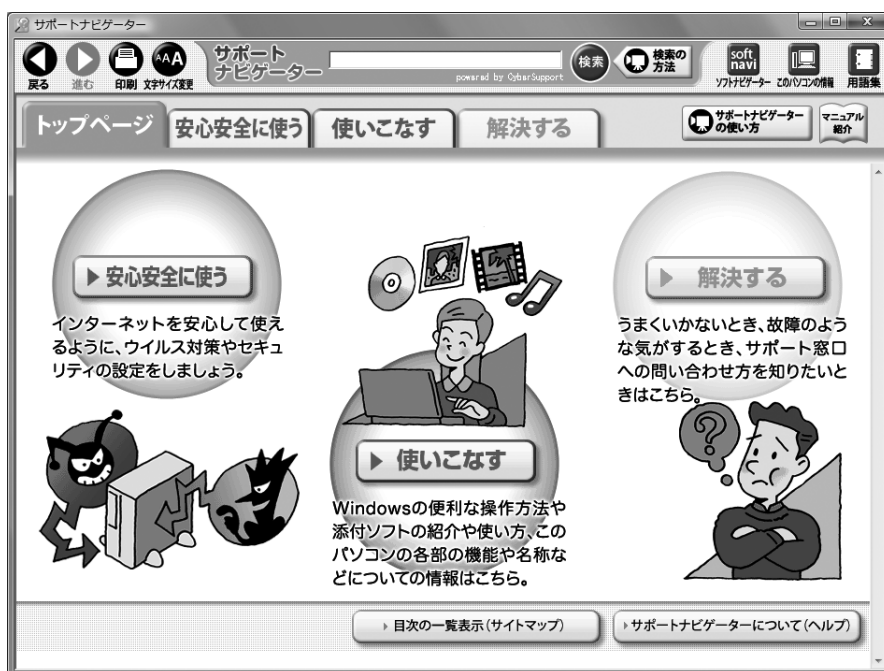 サポートナビゲーター
戻る
進む
印刷
AAA
文字サイズ変更
サポート
ナビゲーター
powered by CyberSupport
検索
検索の
方法
soft
navi
ソフトナビゲーター
このパソコンの情報
用語集
トップページ
安心安全に使う
使いこなす
解決する
サポートナビゲーター
の使い方
マニュアル
紹介
安心安全に使う
インターネットを安心して使え
るように、ウイルス対策やセキュ
リティの設定をしましょう。
使いこなす
Windowsの便利な操作方法や
添付ソフトの紹介や使い方、この
パソコンの各部の機能や名称な
どについての情報はこちら。
解決する
うまくいかないとき、故障のよう
な気がするとき、サポート窓口
への問い合わせ方を知りたいと
きはこちら。
?
目次の一覧表示(サイトマップ)
サポートナビゲーターについて(ヘルプ)